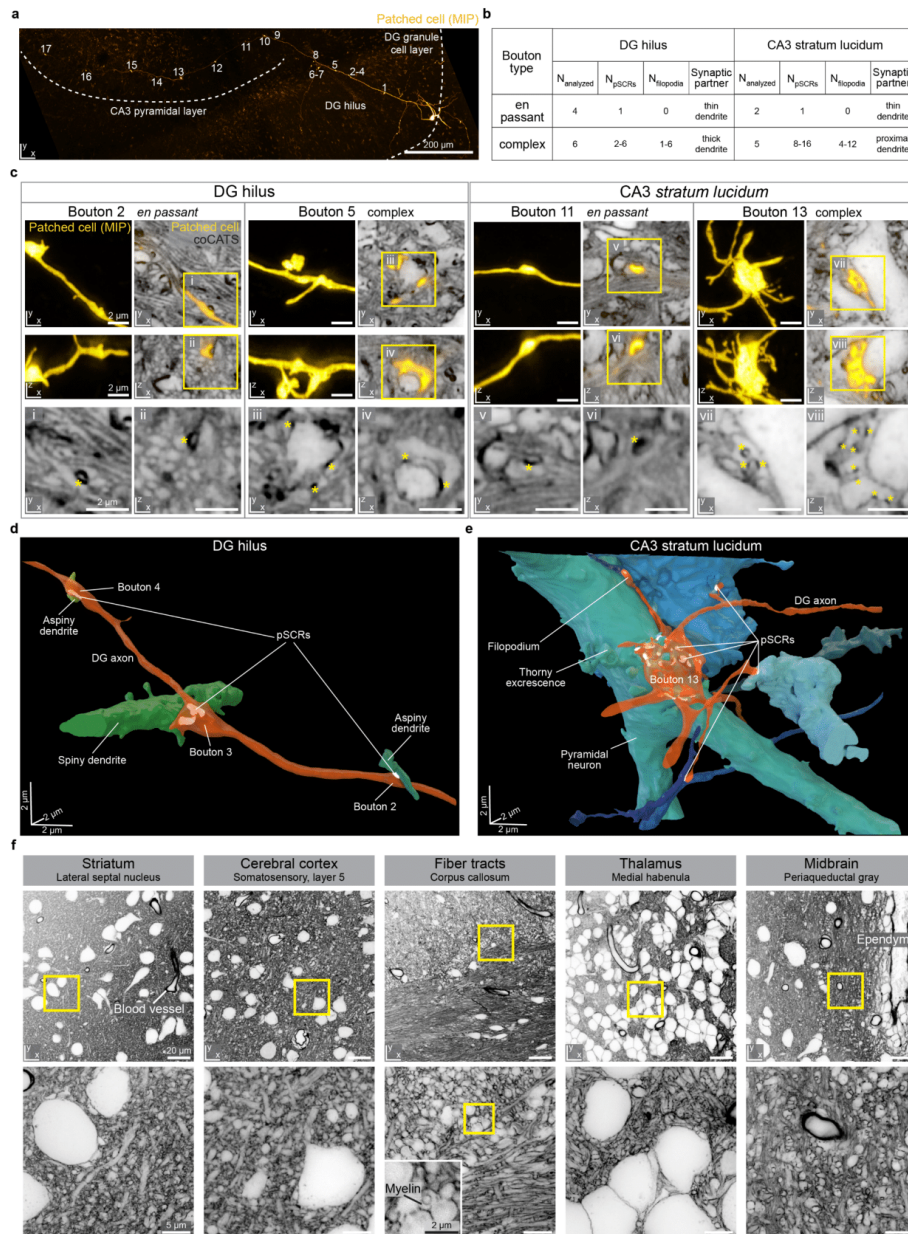 a
Patched cell (MIP)
DG granule
cell layer
17
16
15
14
13
12
11
10
9
8
6-7
5
2-4
1
CA3 pyramidal layer
DG hilus
200 µm
y
x
b
Bouton type
DG hilus
CA3 stratum lucidum
Nanalyzed NpSCRs Nfilopodia Synaptic partner Nanalyzed NpSCRs Nfilopodia Synaptic partner
en passant 4 1 0 thin dendrite 2 1 0 thin dendrite
complex 6 2-6 1-6 thick dendrite 5 8-16 4-12 proximal dendrite
c
DG hilus
CA3 stratum lucidum
Bouton 2 en passant
Bouton 5 complex
Bouton 11 en passant
Bouton 13 complex
Patched cell (MIP)
Patched cell
coCATS
i
iii
v
vii
2 µm
ii
iv
vi
viii
2 µm
i
ii
iii
iv
v
vi
vii
viii
2 µm
d
DG hilus
Bouton 4
Aspiny
dendrite
pSCRs
DG axon
Aspiny
dendrite
Spiny dendrite
Bouton 3
Bouton 2
2 µm
2 µm
2 µm
e
CA3 stratum lucidum
DG axon
Filopodium
pSCRs
Thorny
excrescence
Bouton 13
Pyramidal
neuron
2 µm
2 µm
2 µm
f
Striatum
Lateral septal nucleus
Cerebral cortex
Somatosensory, layer 5
Fiber tracts
Corpus callosum
Thalamus
Medial habenula
Midbrain
Periaqueductal gray
Blood vessel
20 µm
Ependym
5 µm
Myelin
2 µm